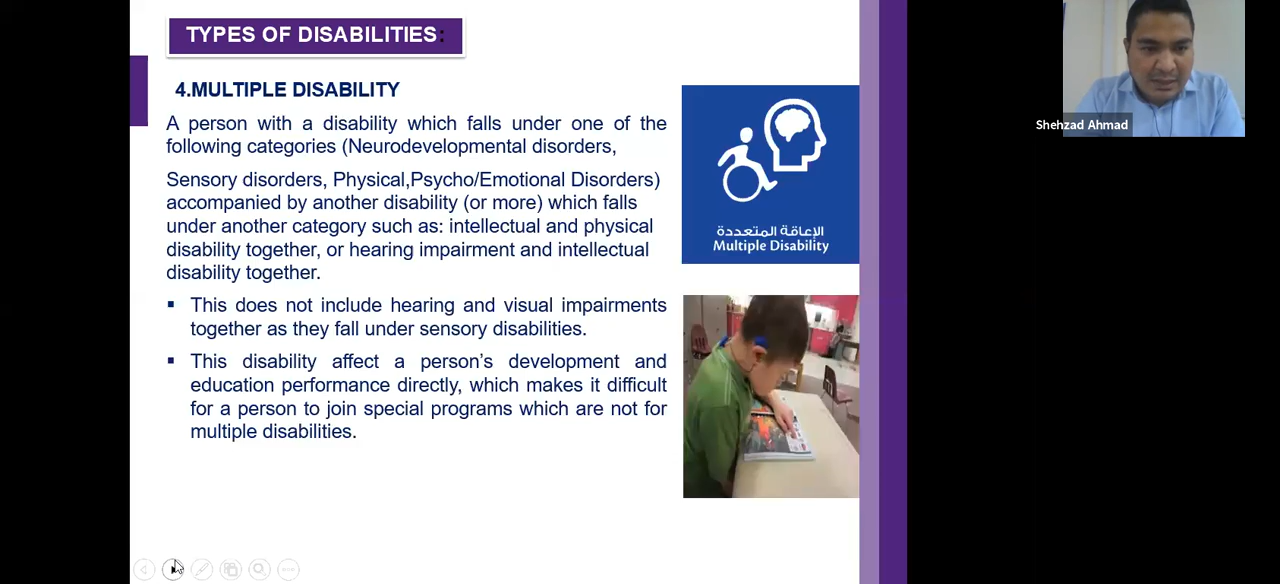 TYPES OF DISABILITIES:
4.MULTIPLE DISABILITY
A person with a disability which falls under one of the
following categories (Neurodevelopmental disorders,
Sensory disorders, Physical,Psycho/Emotional Disorders)
accompanied by another disability (or more) which falls
under another category such as: intellectual and physical
disability together, or hearing impairment and intellectual
disability together.
▪ This does not include hearing and visual impairments
together as they fall under sensory disabilities.
▪ This disability affect a person's development and
education performance directly, which makes it difficult
for a person to join special programs which are not for
multiple disabilities.
الإعاقة المتعددة
Multiple Disability
Shehzad Ahmad